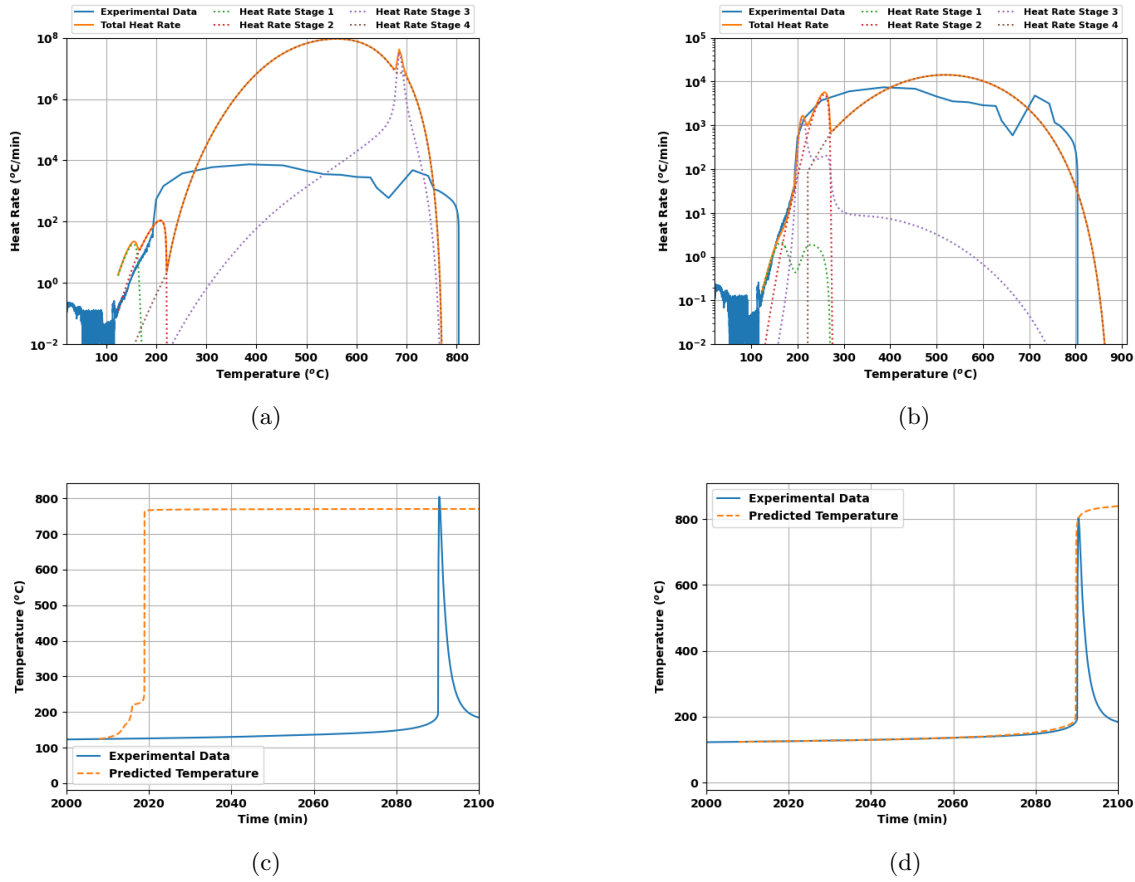 Experimental Data
Total Heat Rate
Heat Rate Stage 1
Heat Rate Stage 2
Heat Rate Stage 3
Heat Rate Stage 4
Heat Rate (°C/min)
10^8
10^6
10^4
10^2
10^0
10^−2
100 200 300 400 500 600 700 800
Temperature (°C)
(a)
Experimental Data
Total Heat Rate
Heat Rate Stage 1
Heat Rate Stage 2
Heat Rate Stage 3
Heat Rate Stage 4
Heat Rate (°C/min)
10^5
10^4
10^3
10^2
10^1
10^0
10^−1
10^−2
100 200 300 400 500 600 700 800 900
Temperature (°C)
(b)
Temperature (°C)
800
700
600
500
400
300
200
100
0
Experimental Data
Predicted Temperature
2000 2020 2040 2060 2080 2100
Time (min)
(c)
Temperature (°C)
800
600
400
200
0
Experimental Data
Predicted Temperature
2000 2020 2040 2060 2080 2100
Time (min)
(d)